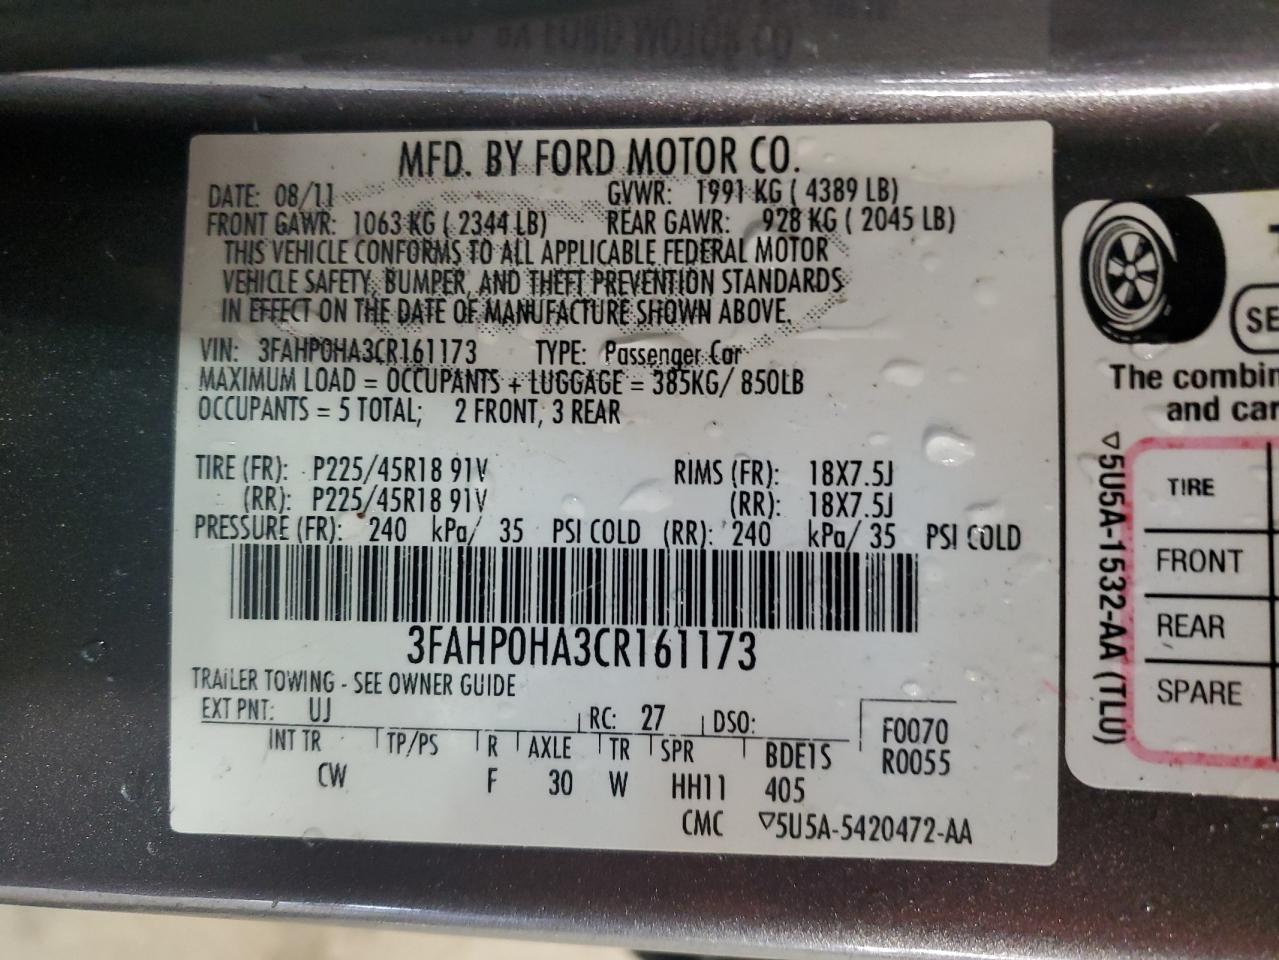 MFD. BY FORD MOTOR CO.
DATE: 08/11 GVWR: 1991 KG ( 4389 LB)
FRONT GAWR: 1063 KG ( 2344 LB) REAR GAWR: 928 KG ( 2045 LB)
THIS VEHICLE CONFORMS TO ALL APPLICABLE FEDERAL MOTOR
VEHICLE SAFETY, BUMPER, AND THEFT PREVENTION STANDARDS
IN EFFECT ON THE DATE OF MANUFACTURE SHOWN ABOVE.
VIN: 3FAHP0HA3CR161173 TYPE: Passenger Car
MAXIMUM LOAD = OCCUPANTS + LUGGAGE = 385KG/ 850LB
OCCUPANTS = 5 TOTAL; 2 FRONT, 3 REAR
TIRE (FR): P225/45R18 91V RIMS (FR): 18X7.5J
(RR): P225/45R18 91V (RR): 18X7.5J
PRESSURE (FR): 240 kPa/ 35 PSI COLD (RR): 240 kPa/ 35 PSI COLD
3FAHP0HA3CR161173
TRAILER TOWING - SEE OWNER GUIDE
EXT PNT: UJ RC: 27 DSO: F0070
INT TR TP/PS R AXLE TR SPR BDETS R0055
CW F 30 W HH11 405
CMC ▽5U5A-5420472-AA
SE
The combin
and car
▽5U5A-1532-AA (TLU)
TIRE
FRONT
REAR
SPARE